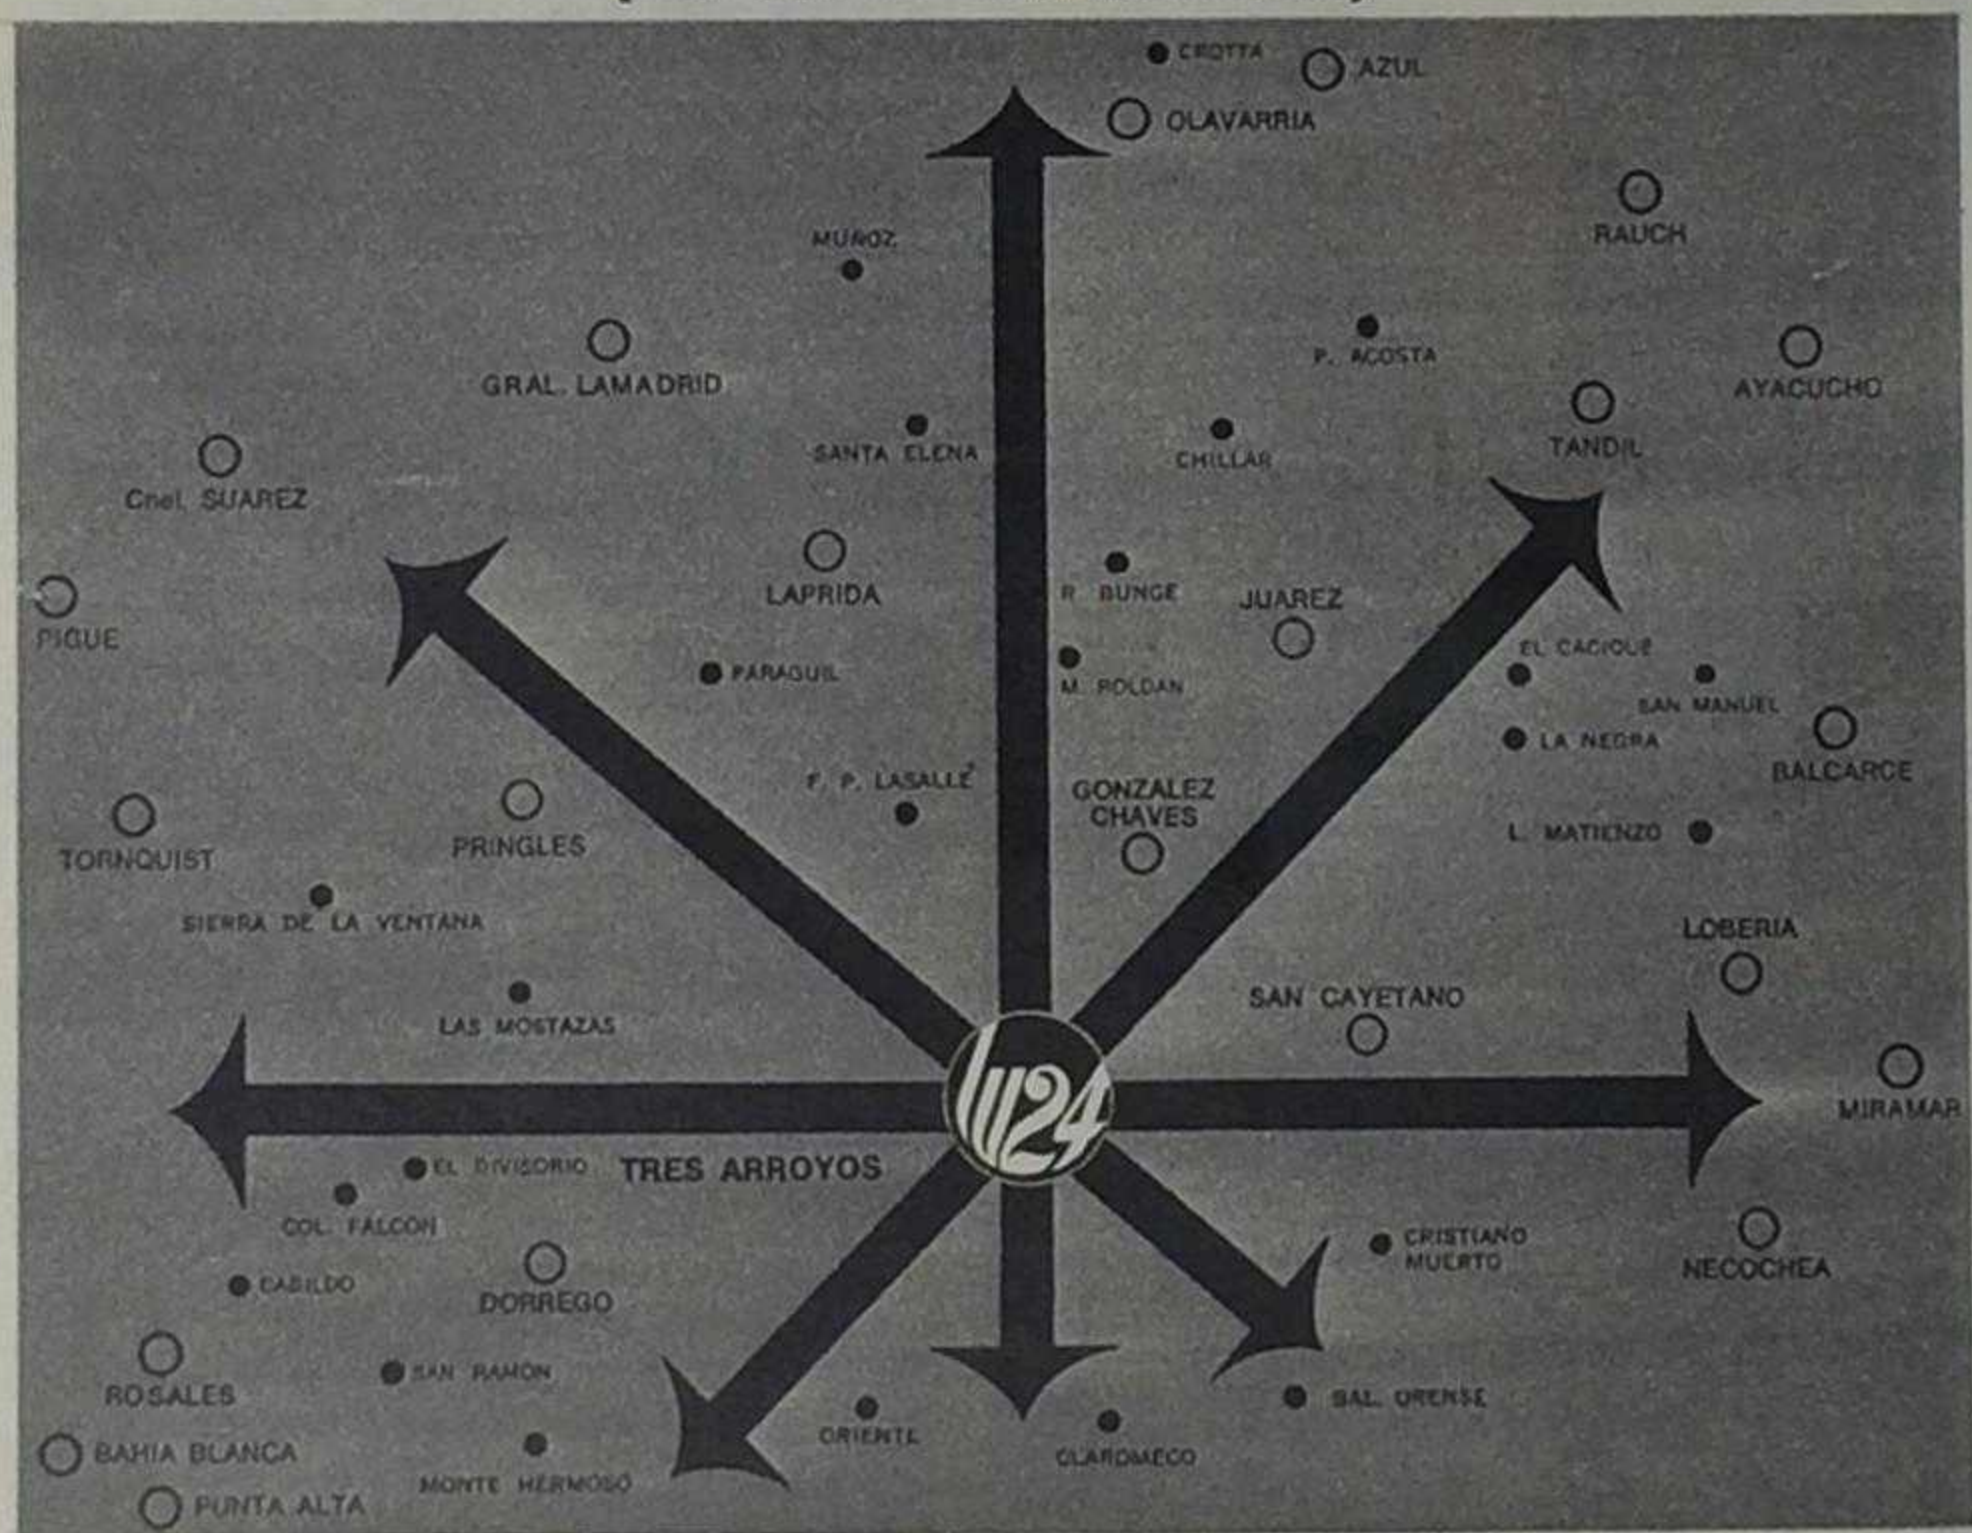 CROTTA
AZUL
OLAVARRIA
RAUCH
MUÑOZ
P. ACOSTA
GRAL. LAMADRID
AYACUCHO
SANTA ELENA
CHILLAR
TANDIL
Cnel. SUAREZ
LAPRIDA
R. BUNGE
JUAREZ
PIGUE
PARAGUIL
M. ROLDAN
EL CACIQUE
SAN MANUEL
LA NEGRA
BALCARCE
F. P. LASALLE
GONZALEZ
CHAVES
TORNQUIST
PRINGLES
L. MATIENZO
SIERRA DE LA VENTANA
LOBERIA
LAS MOSTAZAS
SAN CAYETANO
LU24
MIRAMAR
EL DIVISORIO
TRES ARROYOS
COL. FALCON
CRISTIANO
MUERTO
NECOCHEA
CABILDO
DORREGO
ROSALES
SAN RAMON
BAL. ORENSE
ORIENTE
CLAROMECO
BAHIA BLANCA
MONTE HERMOSO
PUNTA ALTA